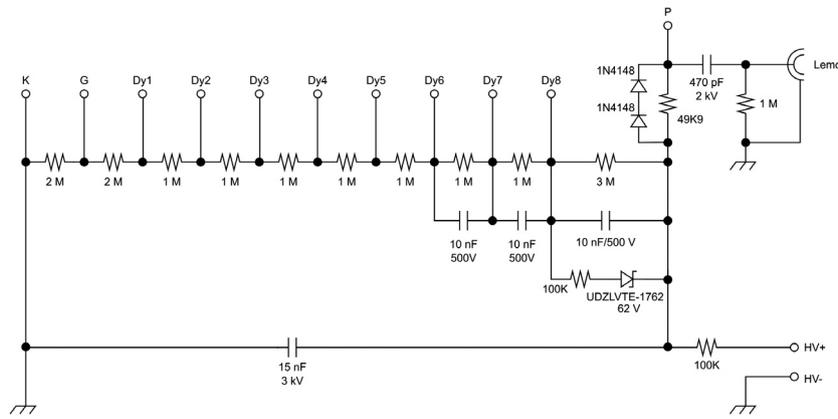 P
K G Dy1 Dy2 Dy3 Dy4 Dy5 Dy6 Dy7 Dy8
1N4148
1N4148
470 pF
2 kV
49K9
1 M
Lemo
2 M 2 M 1 M 1 M 1 M 1 M 1 M 1 M 1 M 3 M
10 nF
500V
10 nF
500V
10 nF/500 V
100K
UDZLVTE-1762
62 V
15 nF
3 kV
100K
HV+
HV-